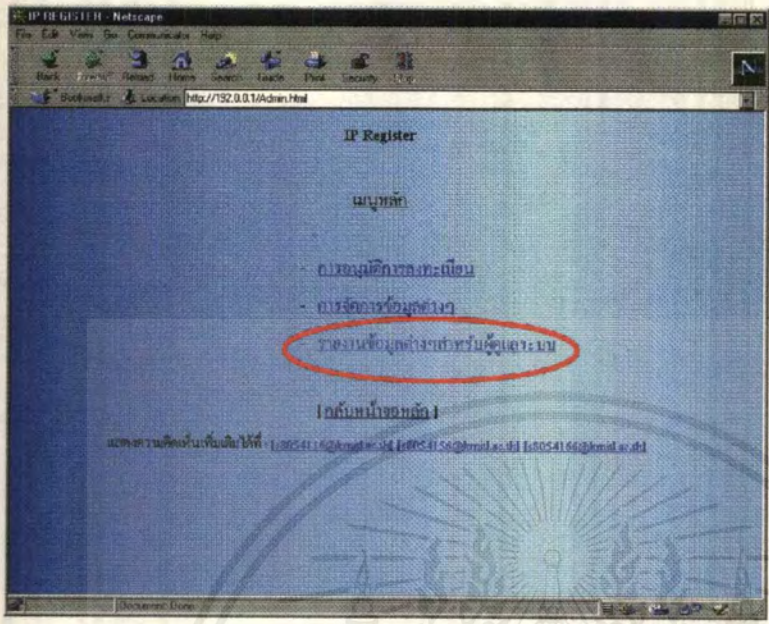 IP REGISTER - Netscape
File Edit View Go Communicator Help
Back Forward Reload Home Search Guide Print Security Stop
Bookmarks Location http://192.0.0.1/Admin.html
N
IP Register
เมนูหลัก
- การอนุมัติการลงทะเบียน
- การจัดการข้อมูลต่างๆ
- รายงานข้อมูลต่างๆสำหรับผู้ดูแลระบบ
[ กลับหน้าจอหลัก ]
แสดงความคิดเห็นเพิ่มเติมได้ที่ :
Document: Done